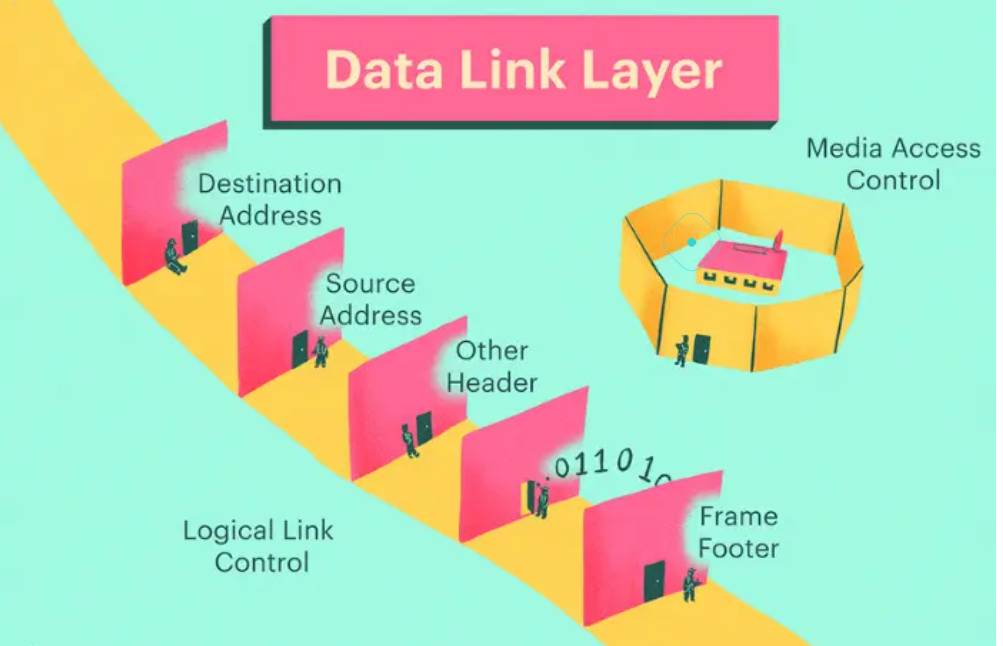 Data Link Layer
Media Access
Control
Destination
Address
Source
Address
Other
Header
011010
Frame
Footer
Logical Link
Control